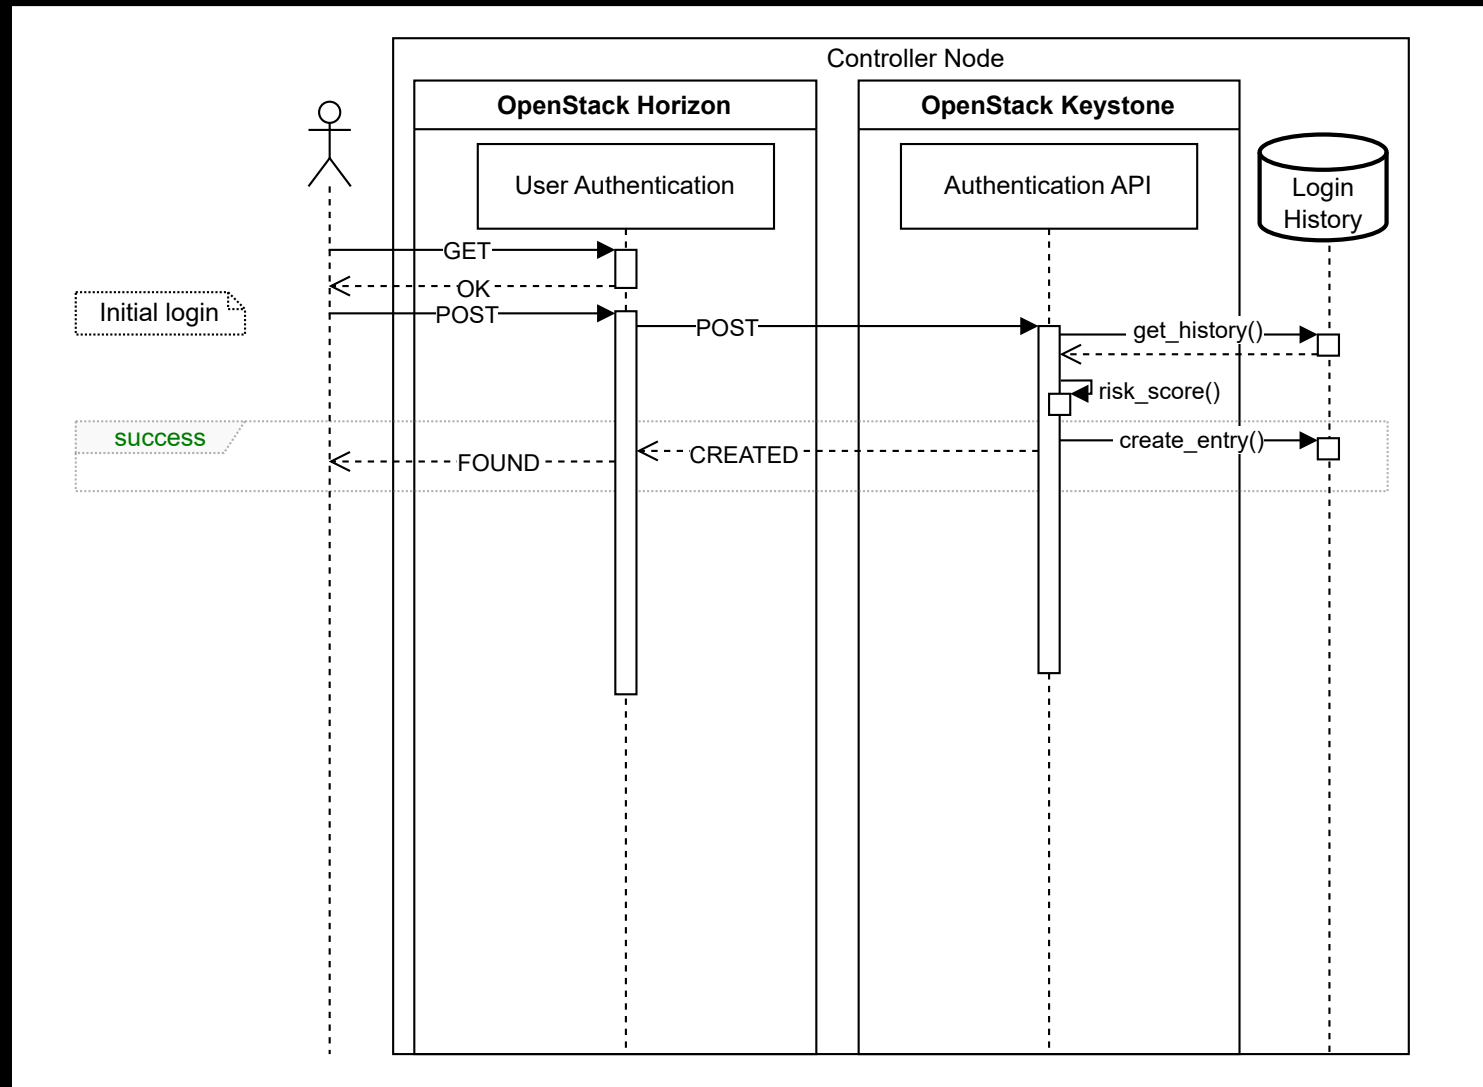 Controller Node
OpenStack Horizon
OpenStack Keystone
User Authentication
Authentication API
Login
History
GET
OK
Initial login
POST
POST
get_history()
risk_score()
success
create_entry()
CREATED
FOUND